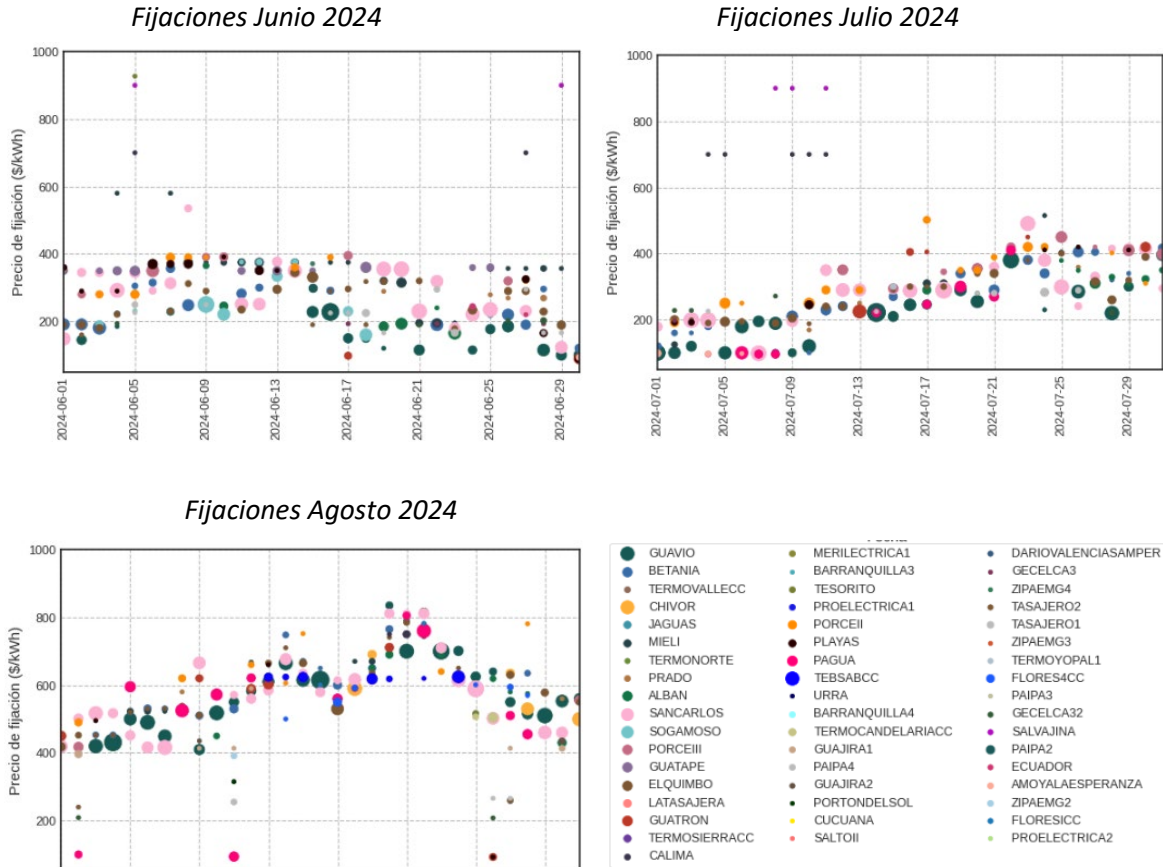 Fijaciones Junio 2024
Precio de fijación ($/kWh)
1000
800
600
400
200
2024-06-01
2024-06-05
2024-06-09
2024-06-13
2024-06-17
2024-06-21
2024-06-25
2024-06-29
Fijaciones Julio 2024
Precio de fijación ($/kWh)
1000
800
600
400
200
2024-07-01
2024-07-05
2024-07-09
2024-07-13
2024-07-17
2024-07-21
2024-07-25
2024-07-29
Fijaciones Agosto 2024
Precio de fijación ($/kWh)
1000
800
600
400
200
GUAVIO
BETANIA
TERMOVALLECC
CHIVOR
JAGUAS
MIELI
TERMONORTE
PRADO
ALBAN
SANCARLOS
SOGAMOSO
PORCEIII
GUATAPE
ELQUIMBO
LATASAJERA
GUATRON
TERMOSIERRACC
CALIMA
MERILECTRICA1
BARRANQUILLA3
TESORITO
PROELECTRICA1
PORCEII
PLAYAS
PAGUA
TEBSABCC
URRA
BARRANQUILLA4
TERMOCANDELARIACC
GUAJIRA1
PAIPA4
GUAJIRA2
PORTONDELSOL
CUCUANA
SALTOII
DARIOVALENCIASAMPER
GECELCA3
ZIPAEMG4
TASAJERO2
TASAJERO1
ZIPAEMG3
TERMOYOPAL1
FLORES4CC
PAIPA3
GECELCA32
SALVAJINA
PAIPA2
ECUADOR
AMOYALAESPERANZA
ZIPAEMG2
FLORESICC
PROELECTRICA2